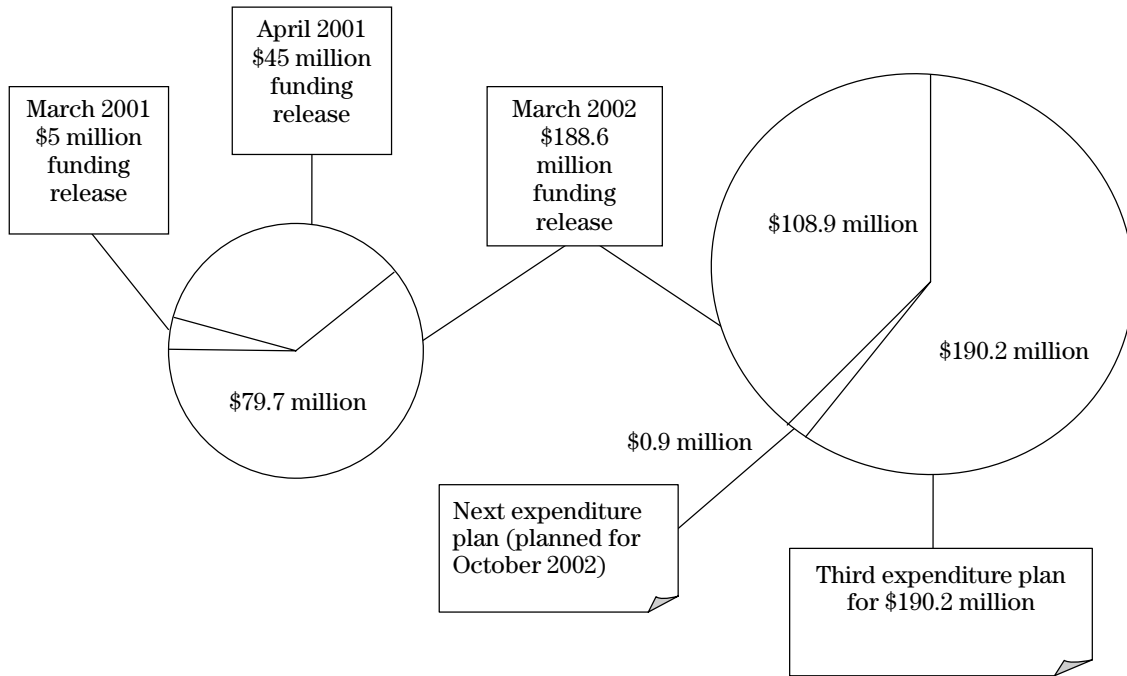 April 2001
$45 million
funding
release
March 2001
$5 million
funding
release
March 2002
$188.6
million
funding
release
$108.9 million
$190.2 million
$79.7 million
$0.9 million
Next expenditure
plan (planned for
October 2002)
Third expenditure plan
for $190.2 million